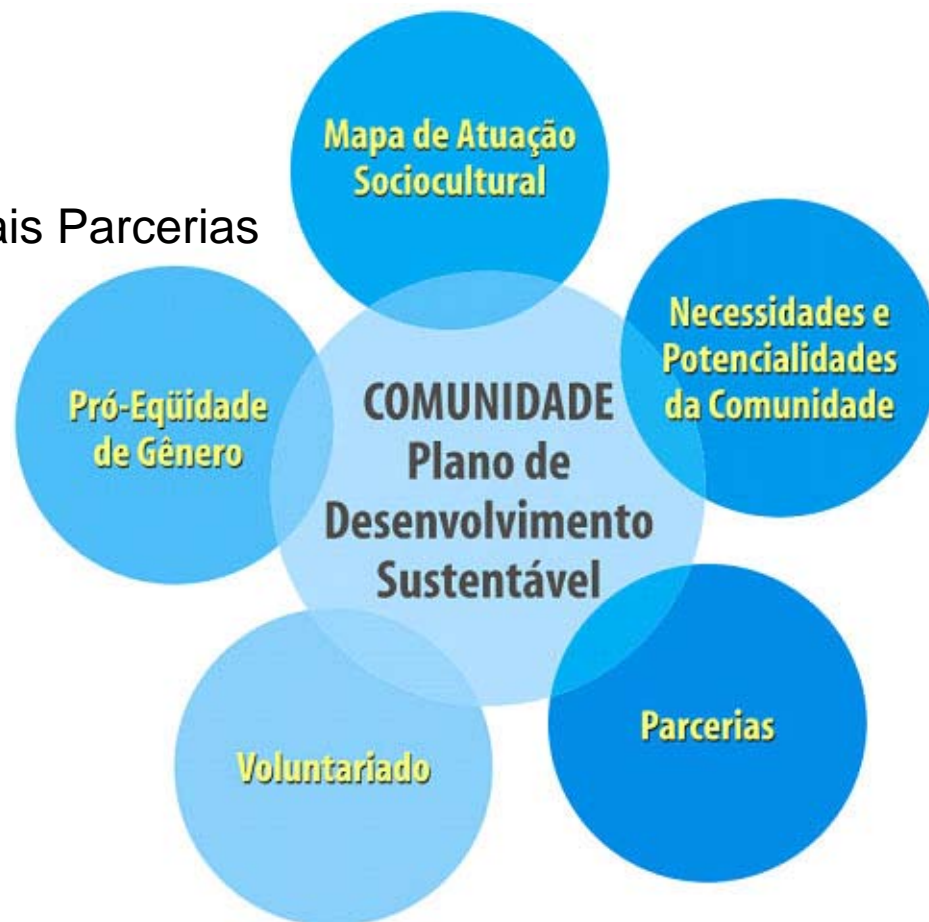 Mapa de Atuação
Sociocultural
ais Parcerias
Necessidades e
Potencialidades
da Comunidade
Pró-Eqüidade
de Gênero
COMUNIDADE
Plano de
Desenvolvimento
Sustentável
Parcerias
Voluntariado